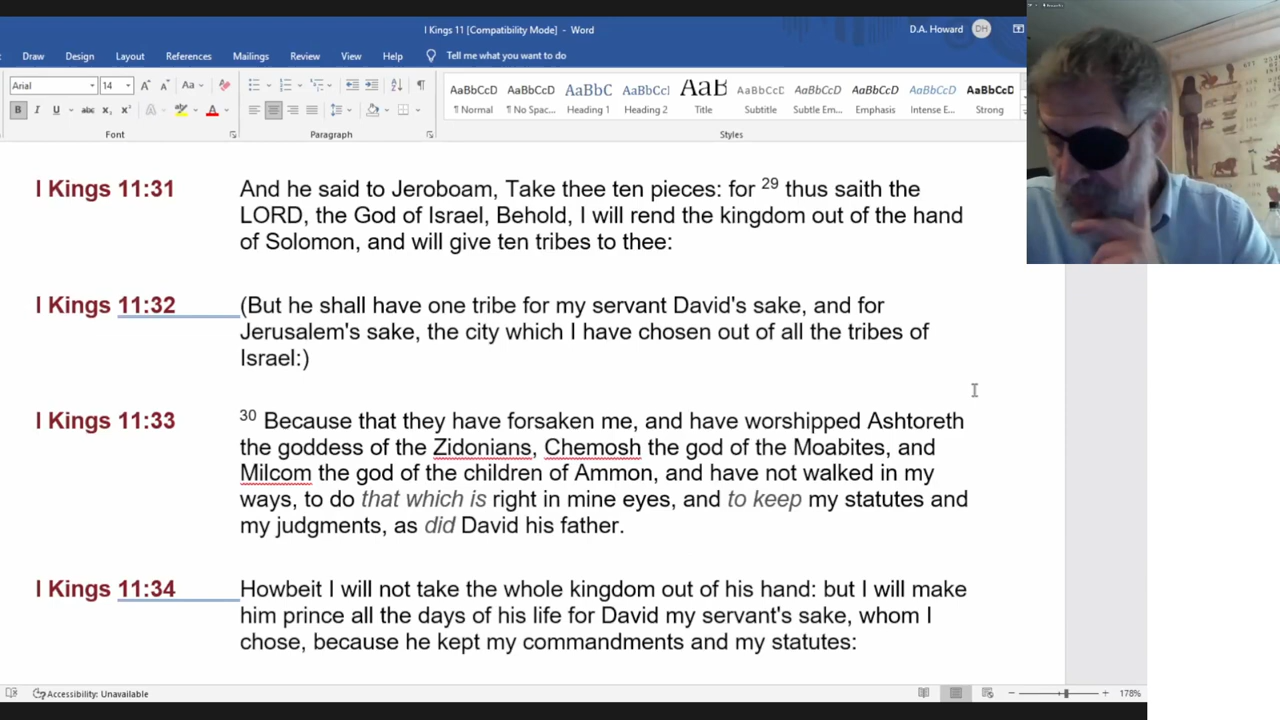 I Kings 11 [Compatibility Mode] - Word
D.A. Howard DH
Draw Design Layout References Mailings Review View Help Tell me what you want to do
Arial 14
AaBbCcD AaBbCcD AaBbC AaBbCc AaB AaBbCcD AaBbCcD AaBbCcD AaBbCcD AaBbCcD
¶ Normal ¶ No Spac... Heading 1 Heading 2 Title Subtitle Subtle Em... Emphasis Intense E... Strong
Font Paragraph Styles
I Kings 11:31 And he said to Jeroboam, Take thee ten pieces: for 29 thus saith the
LORD, the God of Israel, Behold, I will rend the kingdom out of the hand
of Solomon, and will give ten tribes to thee:
I Kings 11:32 (But he shall have one tribe for my servant David's sake, and for
Jerusalem's sake, the city which I have chosen out of all the tribes of
Israel:)
I Kings 11:33 30 Because that they have forsaken me, and have worshipped Ashtoreth
the goddess of the Zidonians, Chemosh the god of the Moabites, and
Milcom the god of the children of Ammon, and have not walked in my
ways, to do that which is right in mine eyes, and to keep my statutes and
my judgments, as did David his father.
I Kings 11:34 Howbeit I will not take the whole kingdom out of his hand: but I will make
him prince all the days of his life for David my servant's sake, whom I
chose, because he kept my commandments and my statutes:
Accessibility: Unavailable 178%